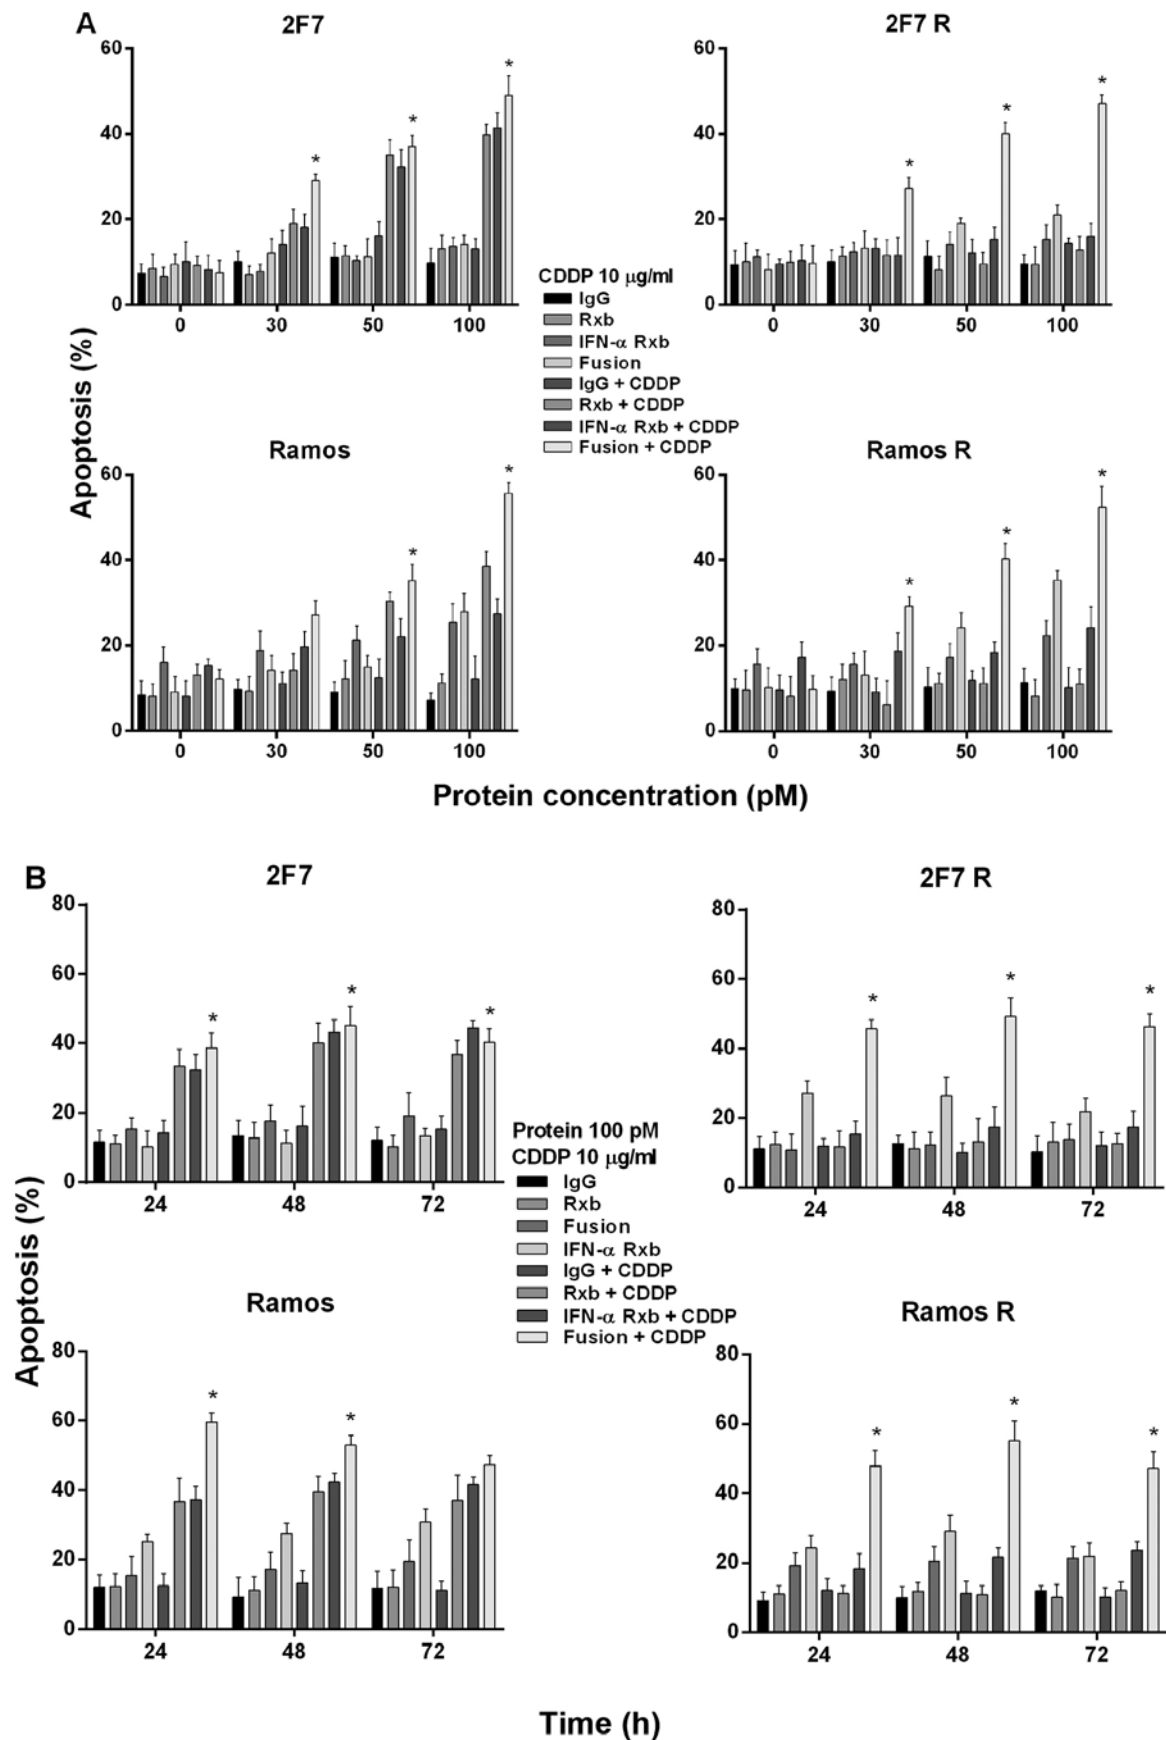 A
2F7
2F7 R
60
40
20
0
0 30 50 100
60
40
20
0
0 30 50 100
CDDP 10 μg/ml
IgG
Rxb
IFN-α Rxb
Fusion
IgG + CDDP
Rxb + CDDP
IFN-α Rxb + CDDP
Fusion + CDDP
* * *
* * *
Apoptosis (%)
Ramos
Ramos R
60
40
20
0
0 30 50 100
60
40
20
0
0 30 50 100
* *
* * *
Protein concentration (pM)
B
2F7
2F7 R
80
60
40
20
0
24 48 72
80
60
40
20
0
24 48 72
* * *
* * *
Protein 100 pM
CDDP 10 μg/ml
IgG
Rxb
Fusion
IFN-α Rxb
IgG + CDDP
Rxb + CDDP
IFN-α Rxb + CDDP
Fusion + CDDP
Apoptosis (%)
Ramos
Ramos R
80
60
40
20
0
24 48 72
80
60
40
20
0
24 48 72
* *
* * *
Time (h)